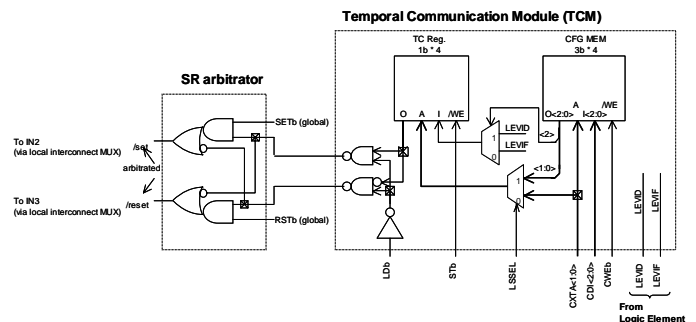 Temporal Communication Module (TCM)
TC Reg.
1b * 4
CFG MEM
3b * 4
SR arbitrator
O A I /WE
A /WE
O<2:0> I<2:0>
SETb (global)
1
0
LEVID
LEVIF
<2>
<1:0>
To IN2
(via local interconnect MUX)
/set
arbitrated
/reset
To IN3
(via local interconnect MUX)
RSTb (global)
1
0
LDb
STb
LSSEL
CXTA<1:0>
CDI<2:0>
CWEb
LEVID
LEVIF
LEVID
LEVIF
From
Logic Element